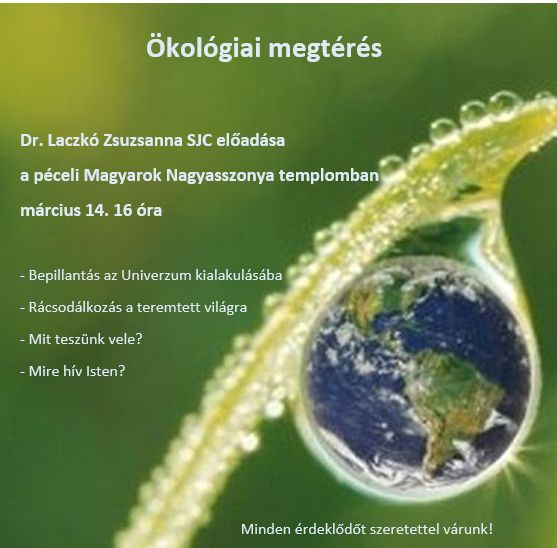 Ökológiai megtérés
Dr. Laczkó Zsuzsanna SJC előadása
a péceli Magyarok Nagyasszonya templomban
március 14. 16 óra
- Bepillantás az Univerzum kialakulásába
- Rácsodálkozás a teremtett világra
- Mit teszünk vele?
- Mire hív Isten?
Minden érdeklődőt szeretettel várunk!